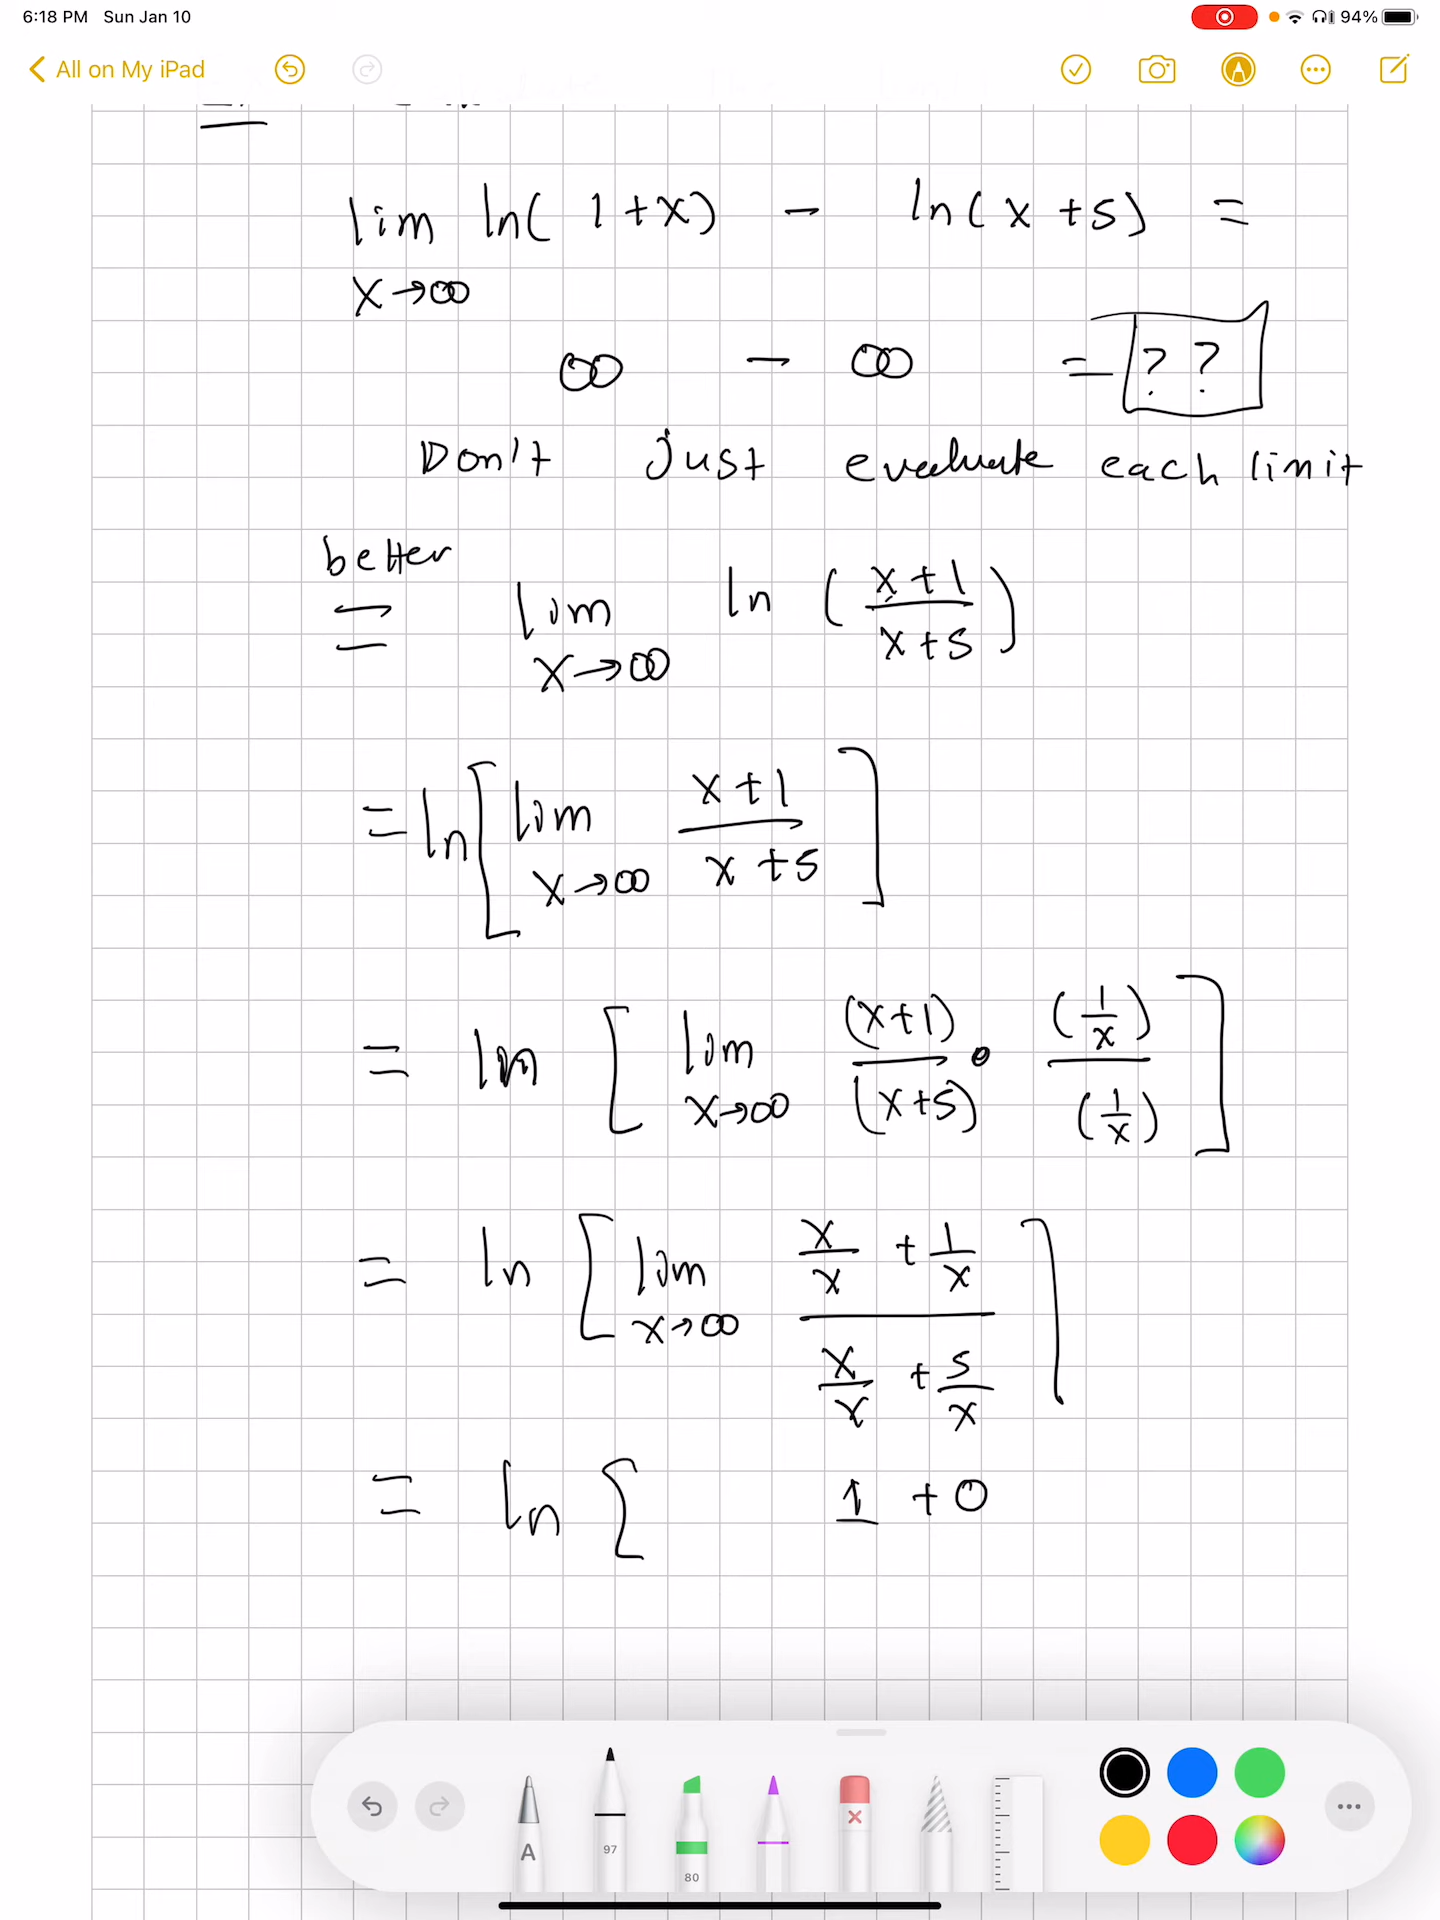 6:18 PM Sun Jan 10 94%
All on My iPad
lim ln( 1 + x ) − ln( x + 5 ) =
x→∞
∞ − ∞ = ? ?
Don't just evaluate each limit
better
= lim ln ( x+1 / x+5 )
x→∞
= ln [ lim x+1 / x+5 ]
x→∞
= ln [ lim (x+1) / (x+5) • (1/x) / (1/x) ]
x→∞
= ln [ lim x/x + 1/x / x/x + 5/x ]
x→∞
= ln [ 1 + 0
A 97 80